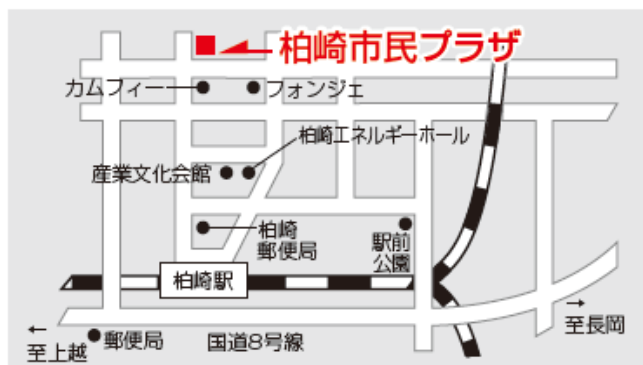 柏崎市民プラザ
カムフィー
フォンジェ
柏崎エネルギーホール
産業文化会館
柏崎
郵便局
駅前
公園
柏崎駅
←
至上越
郵便局
国道8号線
→
至長岡